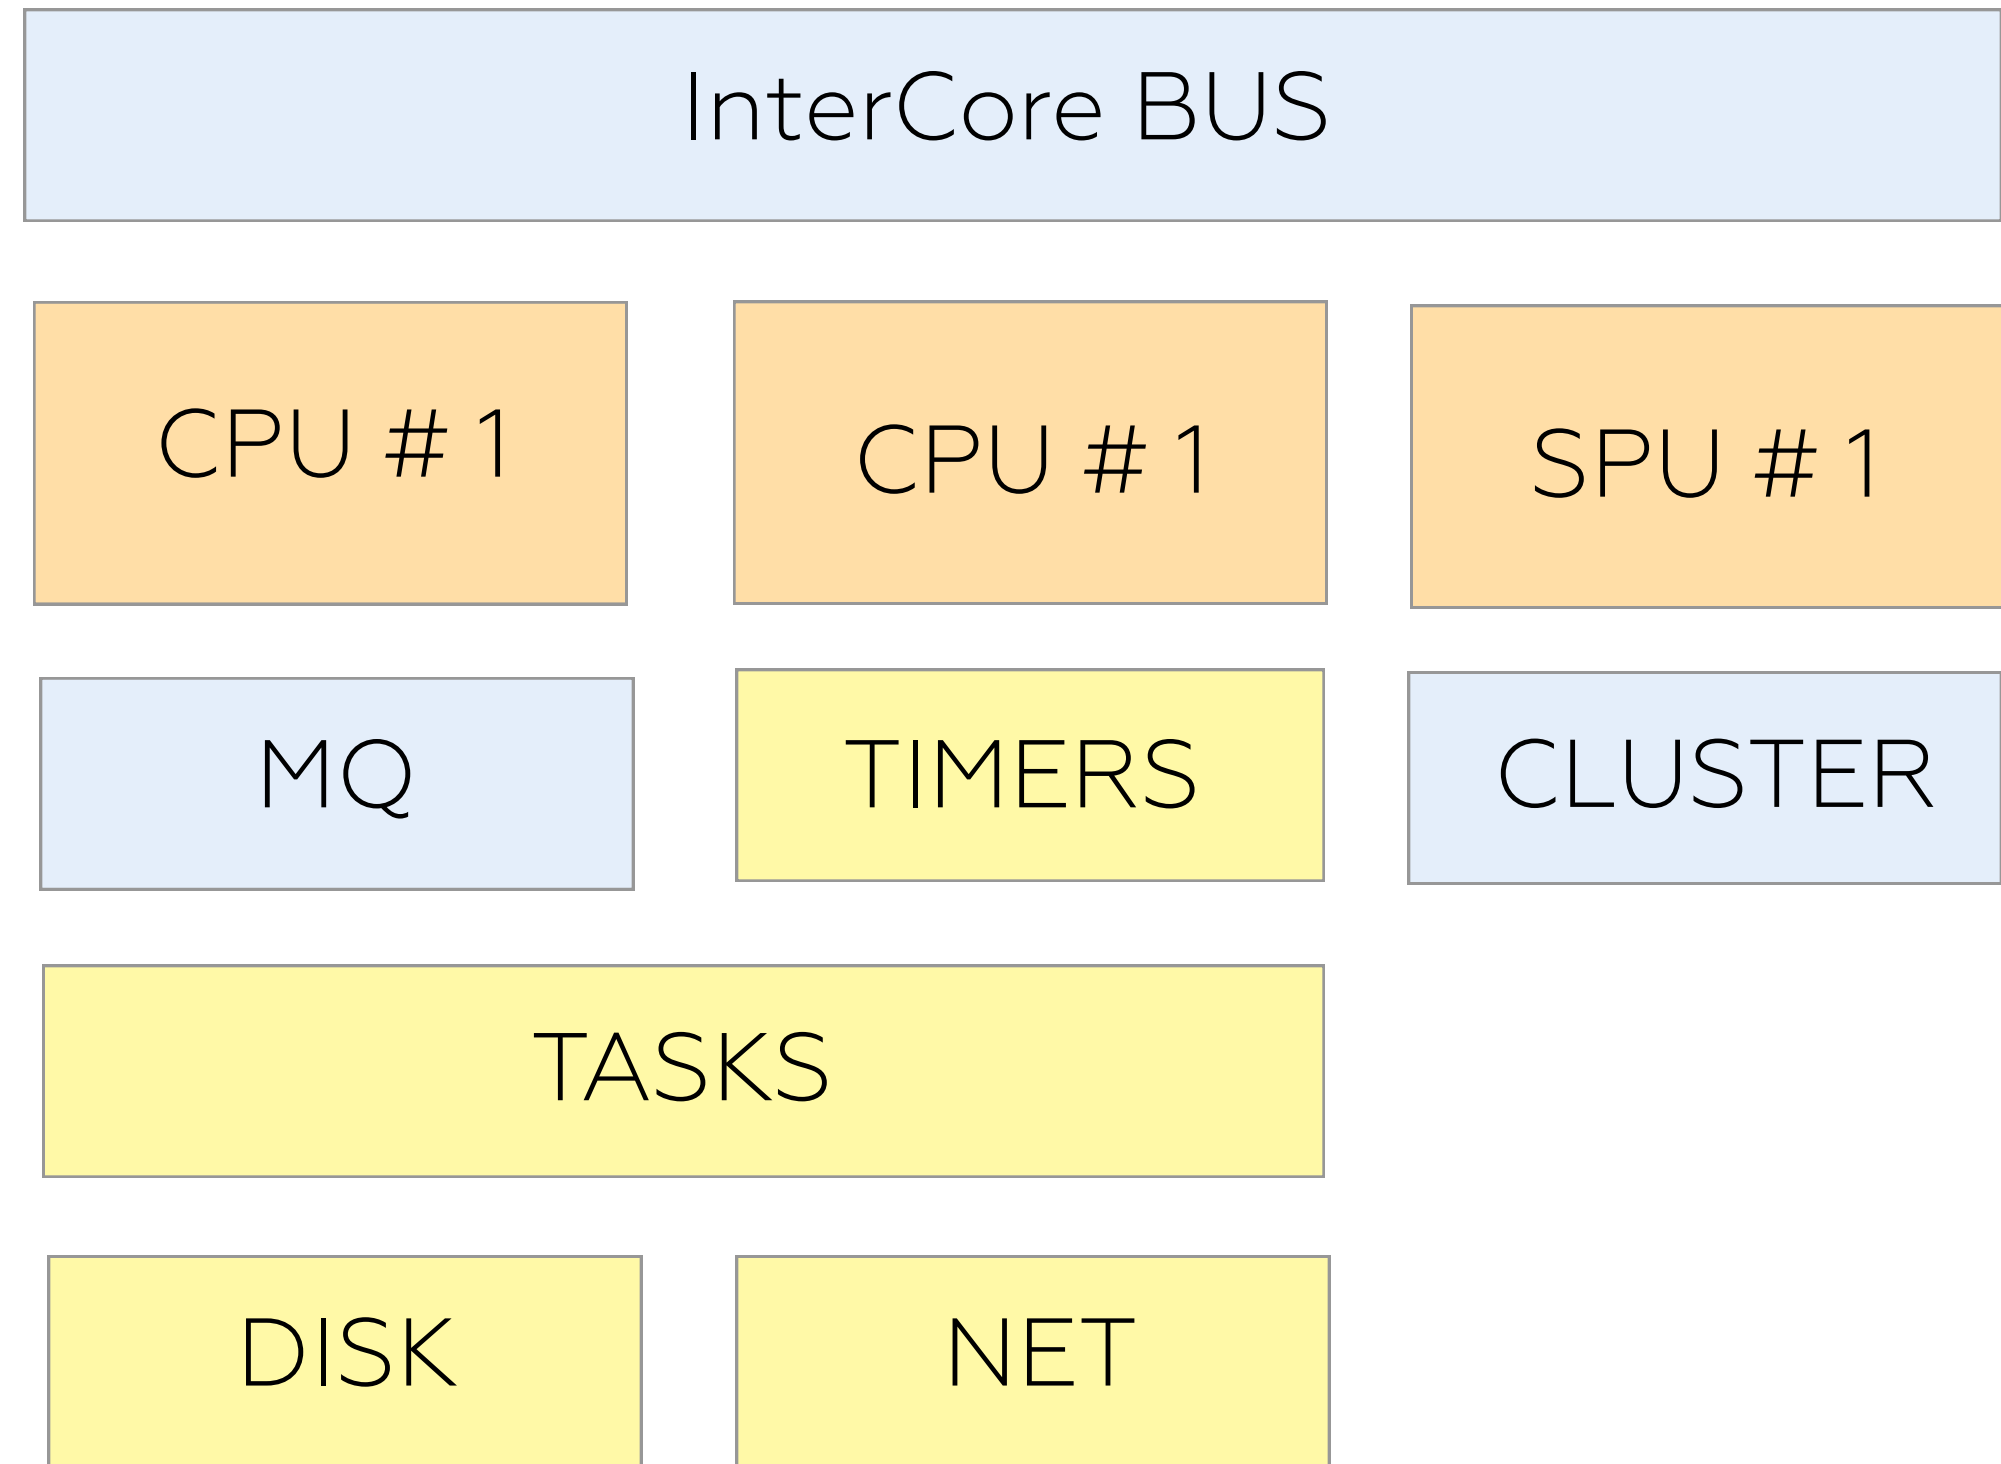 InterCore BUS
CPU # 1
CPU # 1
SPU # 1
MQ
TIMERS
CLUSTER
TASKS
DISK
NET